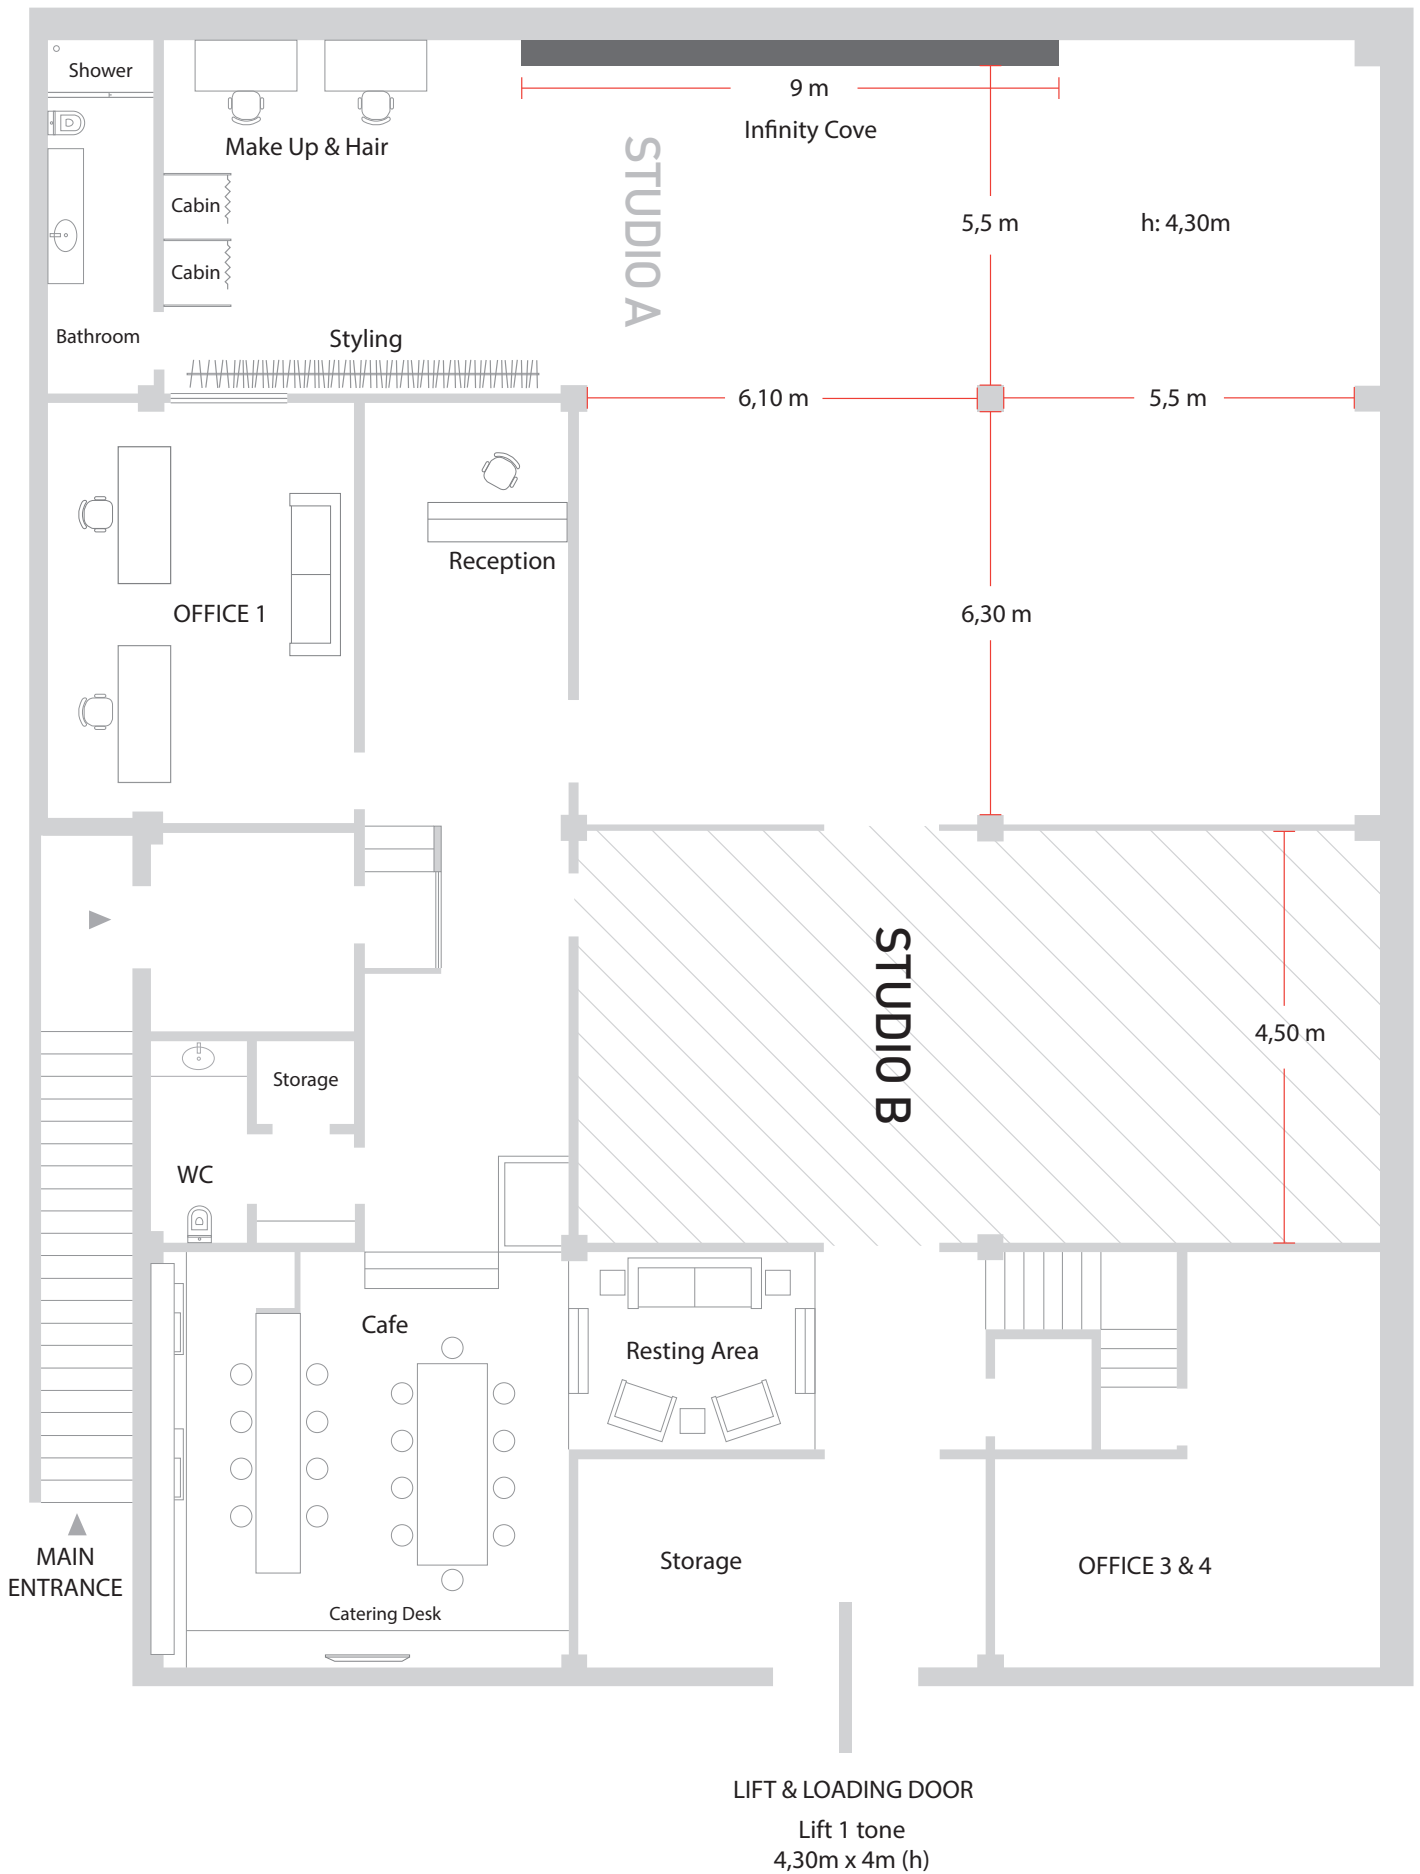 Shower
9 m
Infinity Cove
Make Up & Hair
STUDIO A
Cabin
5,5 m
h: 4,30m
Cabin
Bathroom
Styling
6,10 m
5,5 m
Reception
OFFICE 1
6,30 m
STUDIO B
4,50 m
Storage
WC
Cafe
Resting Area
MAIN
ENTRANCE
Storage
OFFICE 3 & 4
Catering Desk
LIFT & LOADING DOOR
Lift 1 tone
4,30m x 4m (h)